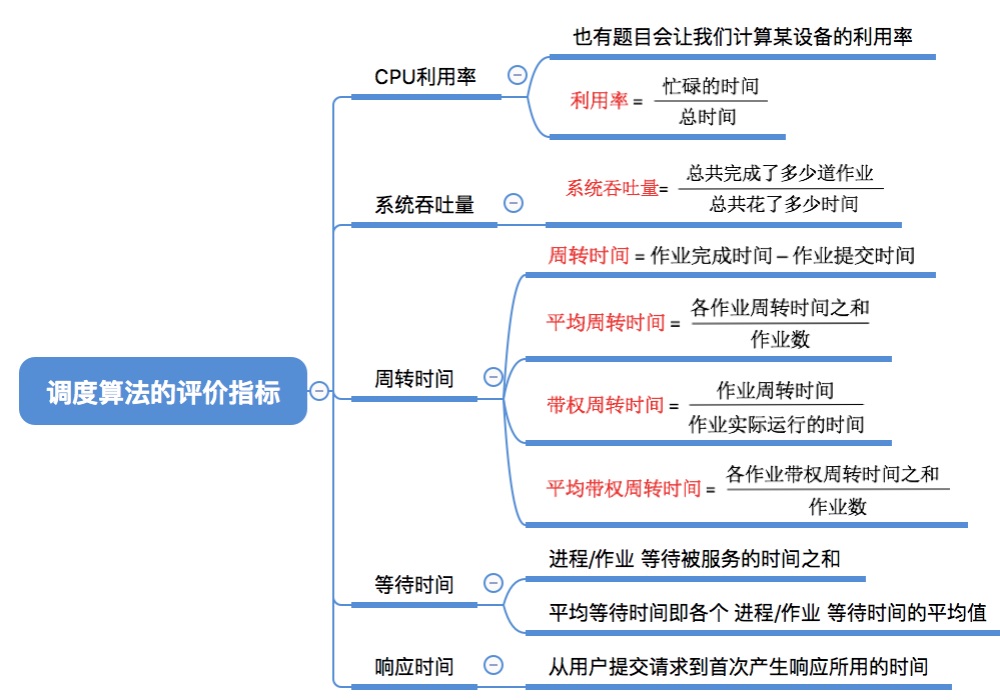 调度算法的评价指标
CPU利用率
也有题目会让我们计算某设备的利用率
利用率 = 忙碌的时间
总时间
系统吞吐量
系统吞吐量= 总共完成了多少道作业
总共花了多少时间
周转时间
周转时间 = 作业完成时间 – 作业提交时间
平均周转时间 = 各作业周转时间之和
作业数
带权周转时间 = 作业周转时间
作业实际运行的时间
平均带权周转时间 = 各作业带权周转时间之和
作业数
等待时间
进程/作业 等待被服务的时间之和
平均等待时间即各个 进程/作业 等待时间的平均值
响应时间
从用户提交请求到首次产生响应所用的时间